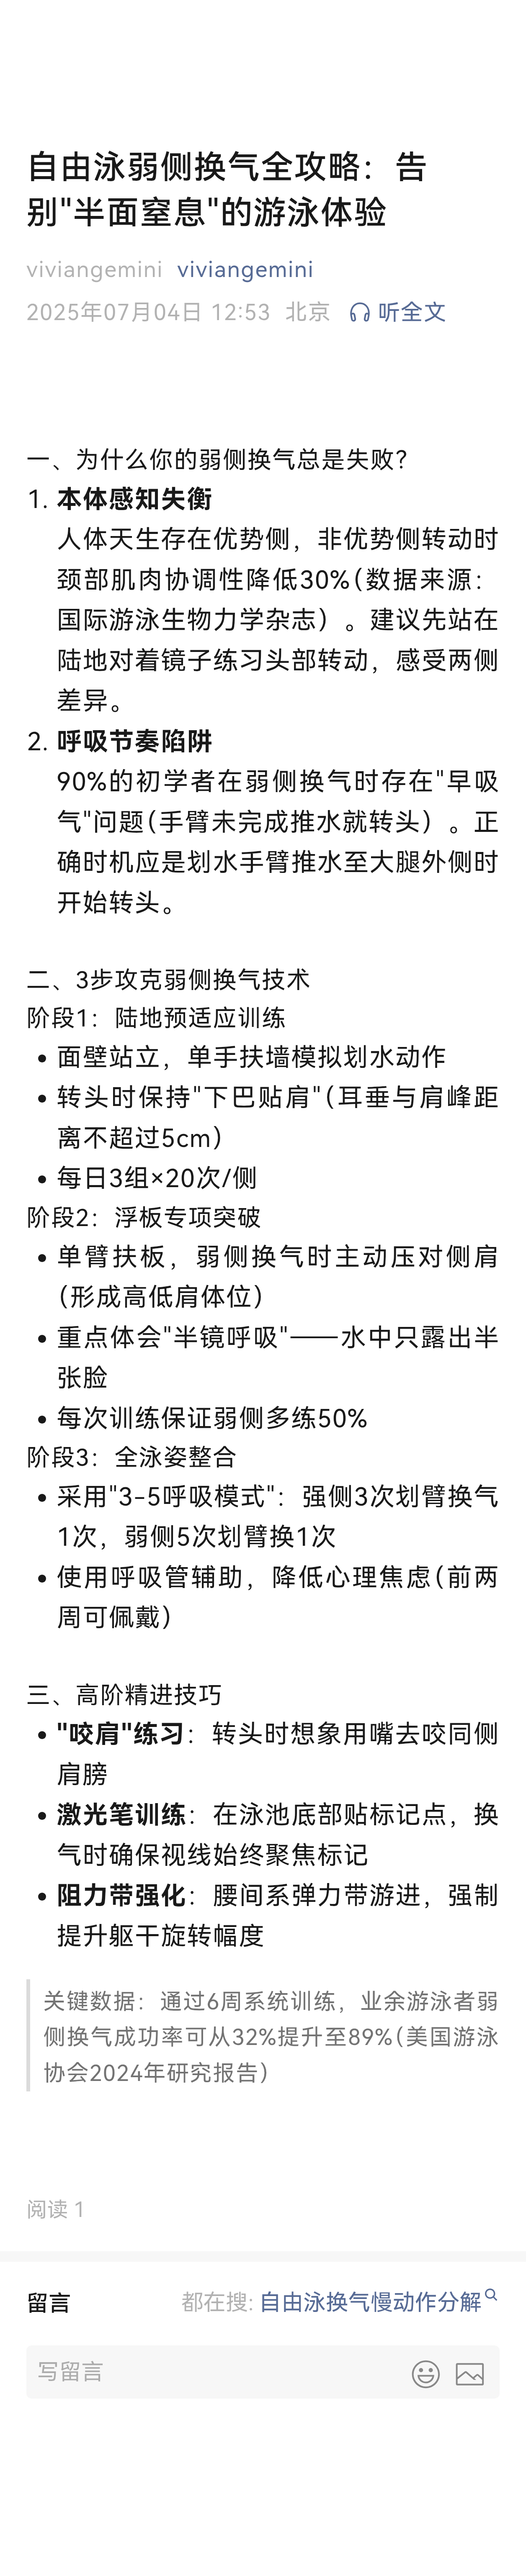 自由泳弱侧换气全攻略：告
别"半面窒息"的游泳体验
viviangemini viviangemini
2025年07月04日 12:53 北京 听全文
一、为什么你的弱侧换气总是失败？
1. 本体感知失衡
人体天生存在优势侧，非优势侧转动时
颈部肌肉协调性降低30%（数据来源：
国际游泳生物力学杂志）。建议先站在
陆地对着镜子练习头部转动，感受两侧
差异。
2. 呼吸节奏陷阱
90%的初学者在弱侧换气时存在"早吸
气"问题（手臂未完成推水就转头）。正
确时机应是划水手臂推水至大腿外侧时
开始转头。
二、3步攻克弱侧换气技术
阶段1：陆地预适应训练
• 面壁站立，单手扶墙模拟划水动作
• 转头时保持"下巴贴肩"（耳垂与肩峰距
离不超过5cm）
• 每日3组×20次/侧
阶段2：浮板专项突破
• 单臂扶板，弱侧换气时主动压对侧肩
（形成高低肩体位）
• 重点体会"半镜呼吸"——水中只露出半
张脸
• 每次训练保证弱侧多练50%
阶段3：全泳姿整合
• 采用"3-5呼吸模式"：强侧3次划臂换气
1次，弱侧5次划臂换1次
• 使用呼吸管辅助，降低心理焦虑（前两
周可佩戴）
三、高阶精进技巧
• "咬肩"练习：转头时想象用嘴去咬同侧
肩膀
• 激光笔训练：在泳池底部贴标记点，换
气时确保视线始终聚焦标记
• 阻力带强化：腰间系弹力带游进，强制
提升躯干旋转幅度
关键数据：通过6周系统训练，业余游泳者弱
侧换气成功率可从32%提升至89%（美国游泳
协会2024年研究报告）
阅读 1
留言 都在搜: 自由泳换气慢动作分解
写留言